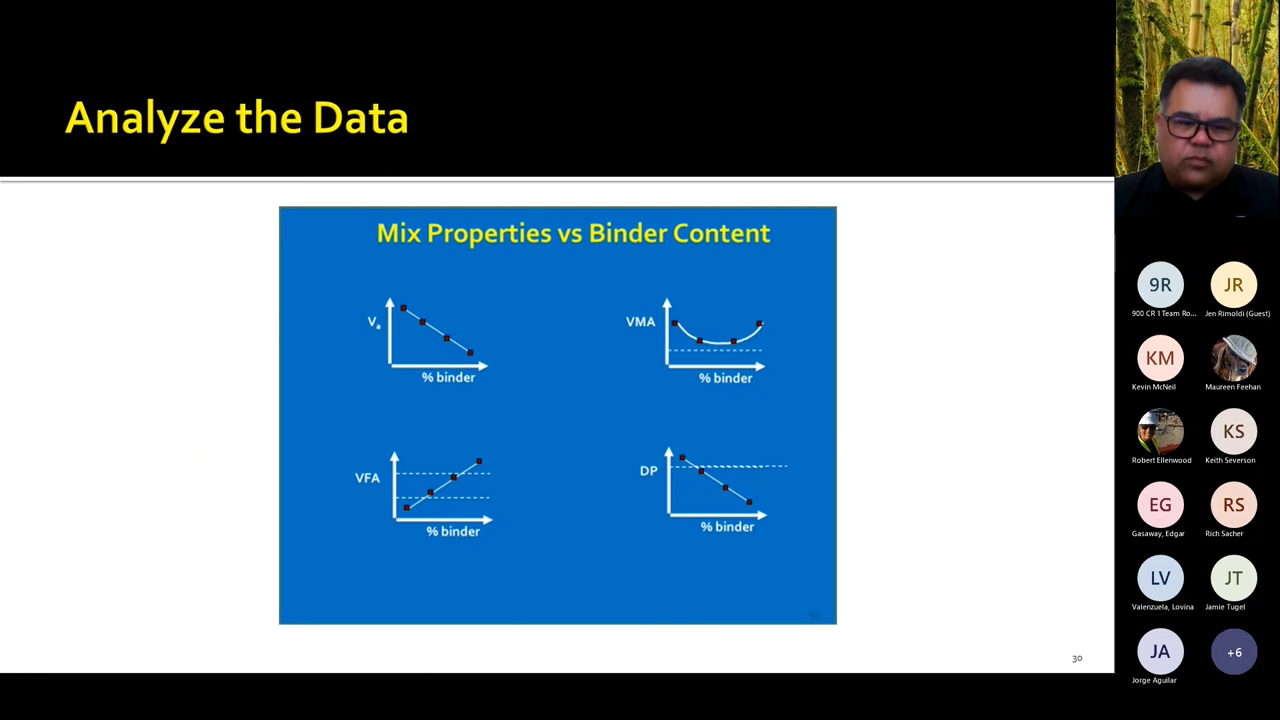 Analyze the Data
Mix Properties vs Binder Content
Va
% binder
VMA
% binder
VFA
% binder
DP
% binder
30
9R
JR
900 CR 1 Team Ro...
Jen Rimoldi (Guest)
KM
Kevin McNeil
Maureen Feehan
KS
Robert Ellenwood
Keith Severson
EG
RS
Gasaway, Edgar
Rich Sacher
LV
JT
Valenzuela, Lovina
Jamie Tugel
JA
+6
Jorge Aguilar